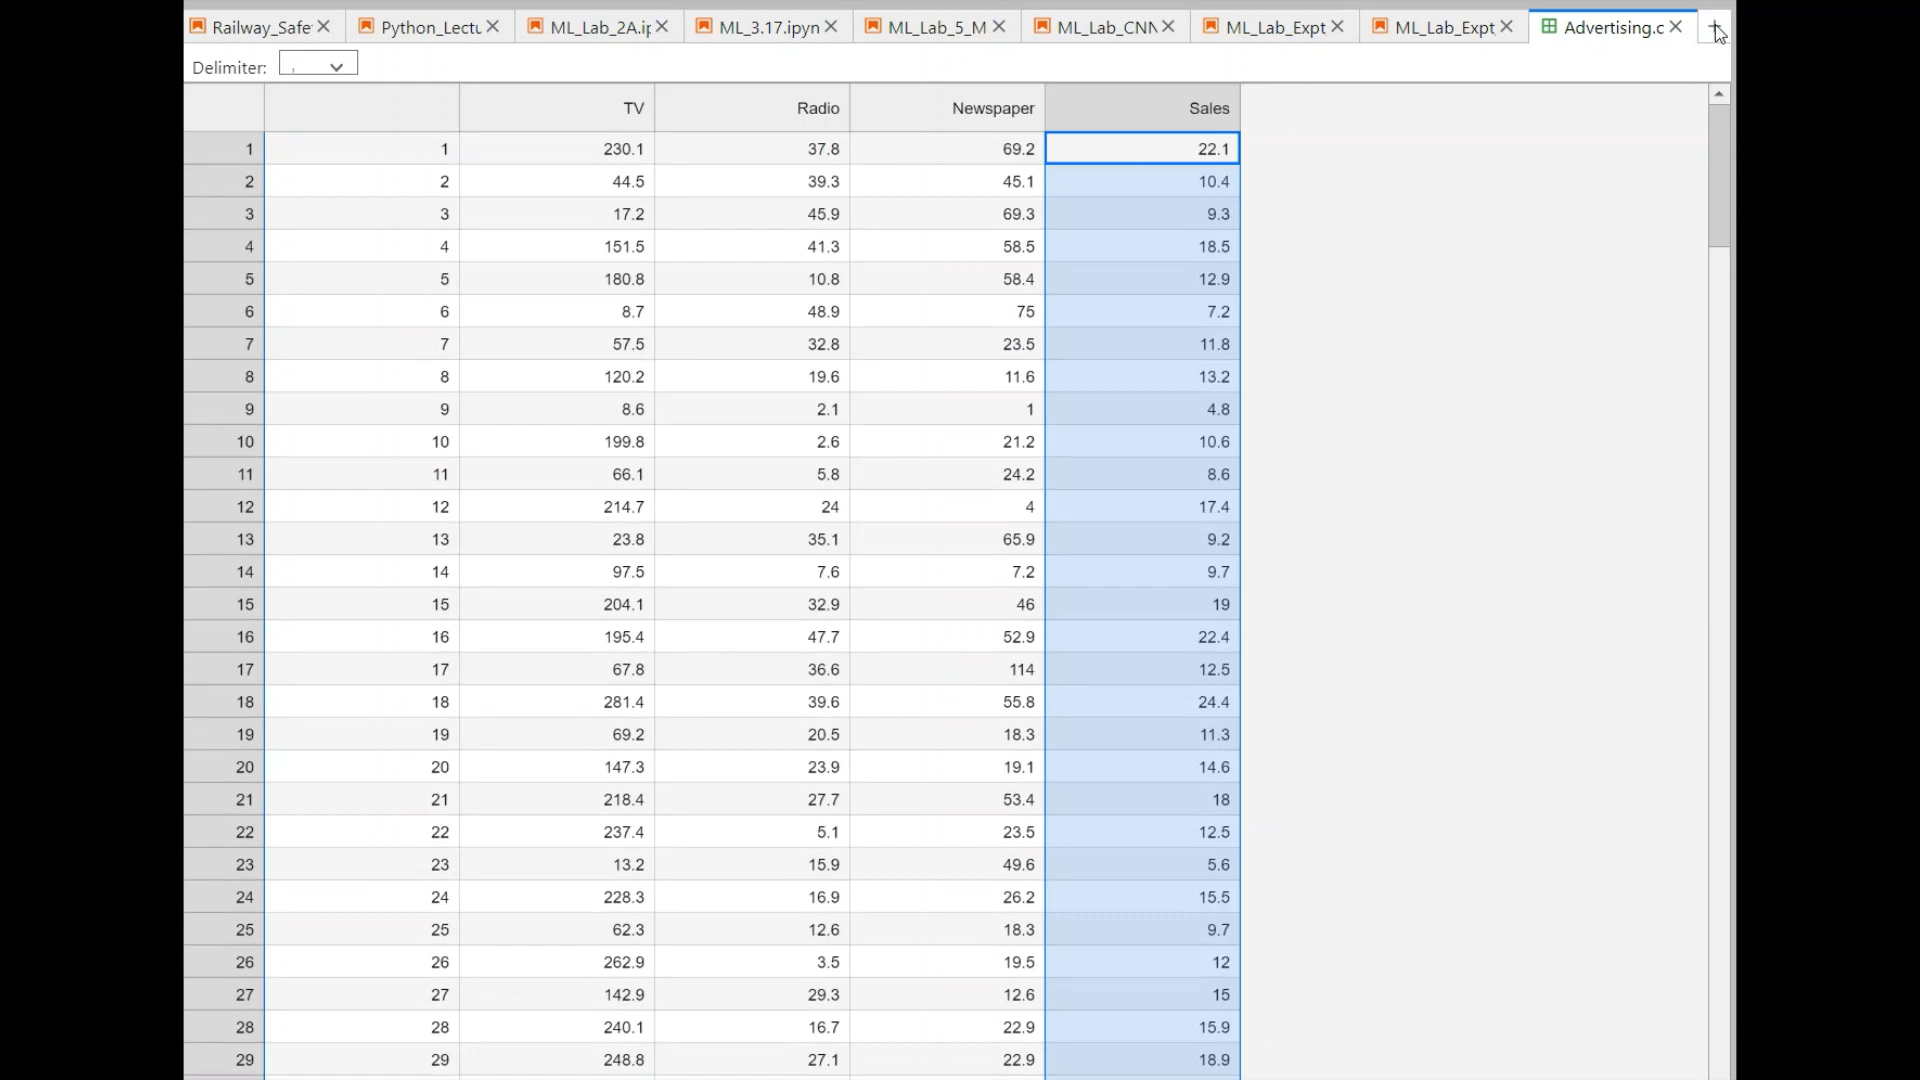 Railway_Safe Python_Lectu ML_Lab_2A.ip ML_3.17.ipyn ML_Lab_5_M ML_Lab_CNN ML_Lab_Expt ML_Lab_Expt Advertising.c
Delimiter: ,
TV Radio Newspaper Sales
1 1 230.1 37.8 69.2 22.1
2 2 44.5 39.3 45.1 10.4
3 3 17.2 45.9 69.3 9.3
4 4 151.5 41.3 58.5 18.5
5 5 180.8 10.8 58.4 12.9
6 6 8.7 48.9 75 7.2
7 7 57.5 32.8 23.5 11.8
8 8 120.2 19.6 11.6 13.2
9 9 8.6 2.1 1 4.8
10 10 199.8 2.6 21.2 10.6
11 11 66.1 5.8 24.2 8.6
12 12 214.7 24 4 17.4
13 13 23.8 35.1 65.9 9.2
14 14 97.5 7.6 7.2 9.7
15 15 204.1 32.9 46 19
16 16 195.4 47.7 52.9 22.4
17 17 67.8 36.6 114 12.5
18 18 281.4 39.6 55.8 24.4
19 19 69.2 20.5 18.3 11.3
20 20 147.3 23.9 19.1 14.6
21 21 218.4 27.7 53.4 18
22 22 237.4 5.1 23.5 12.5
23 23 13.2 15.9 49.6 5.6
24 24 228.3 16.9 26.2 15.5
25 25 62.3 12.6 18.3 9.7
26 26 262.9 3.5 19.5 12
27 27 142.9 29.3 12.6 15
28 28 240.1 16.7 22.9 15.9
29 29 248.8 27.1 22.9 18.9